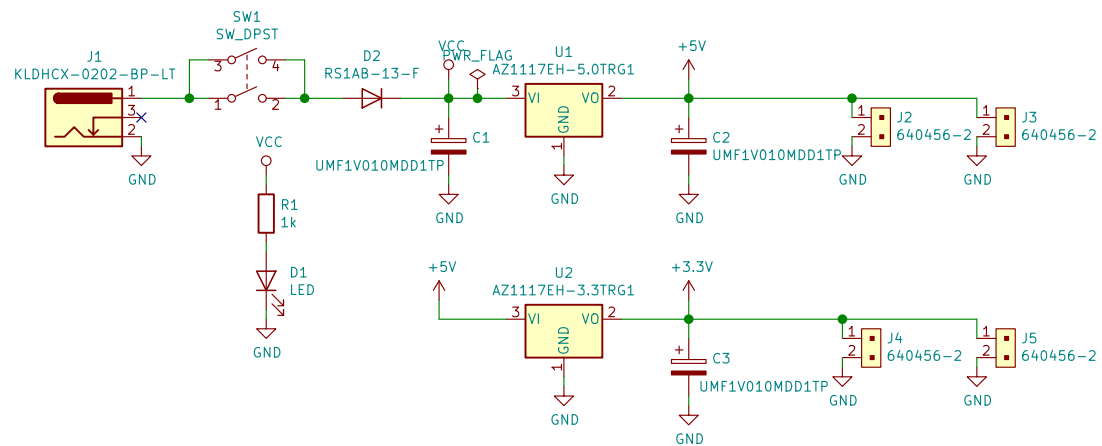 SW1
SW_DPST
J1
KLDHCX-0202-BP-LT
1
3
2
GND
3
4
1
2
D2
RS1AB-13-F
VCC
PWR_FLAG
C1
UMF1V010MDD1TP
GND
U1
AZ1117EH-5.0TRG1
3
VI
VO
2
GND
1
GND
+5V
C2
UMF1V010MDD1TP
GND
1
2
J2
640456-2
GND
1
2
J3
640456-2
GND
VCC
R1
1k
D1
LED
GND
+5V
U2
AZ1117EH-3.3TRG1
3
VI
VO
2
GND
1
GND
+3.3V
C3
UMF1V010MDD1TP
GND
1
2
J4
640456-2
GND
1
2
J5
640456-2
GND